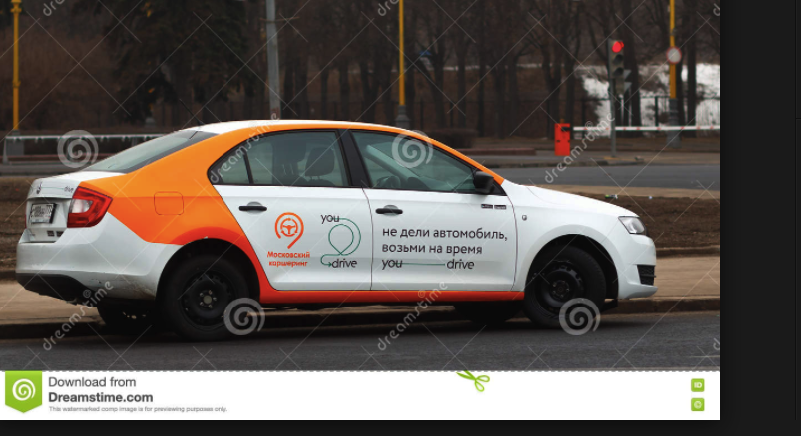 you
drive
Московский
каршеринг
не дели автомобиль,
возьми на время
you drive
dreamstime
Download from
Dreamstime.com
This watermarked comp image is for previewing purposes only.